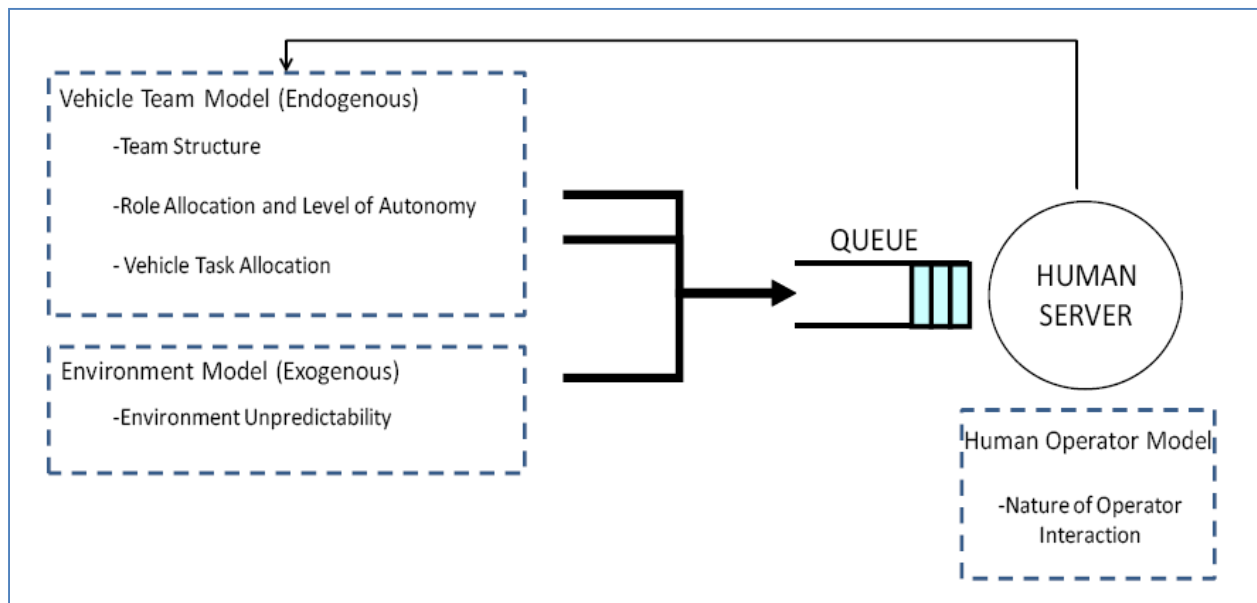 Vehicle Team Model (Endogenous)
-Team Structure
-Role Allocation and Level of Autonomy
- Vehicle Task Allocation
Environment Model (Exogenous)
-Environment Unpredictability
QUEUE
HUMAN
SERVER
Human Operator Model
-Nature of Operator
Interaction